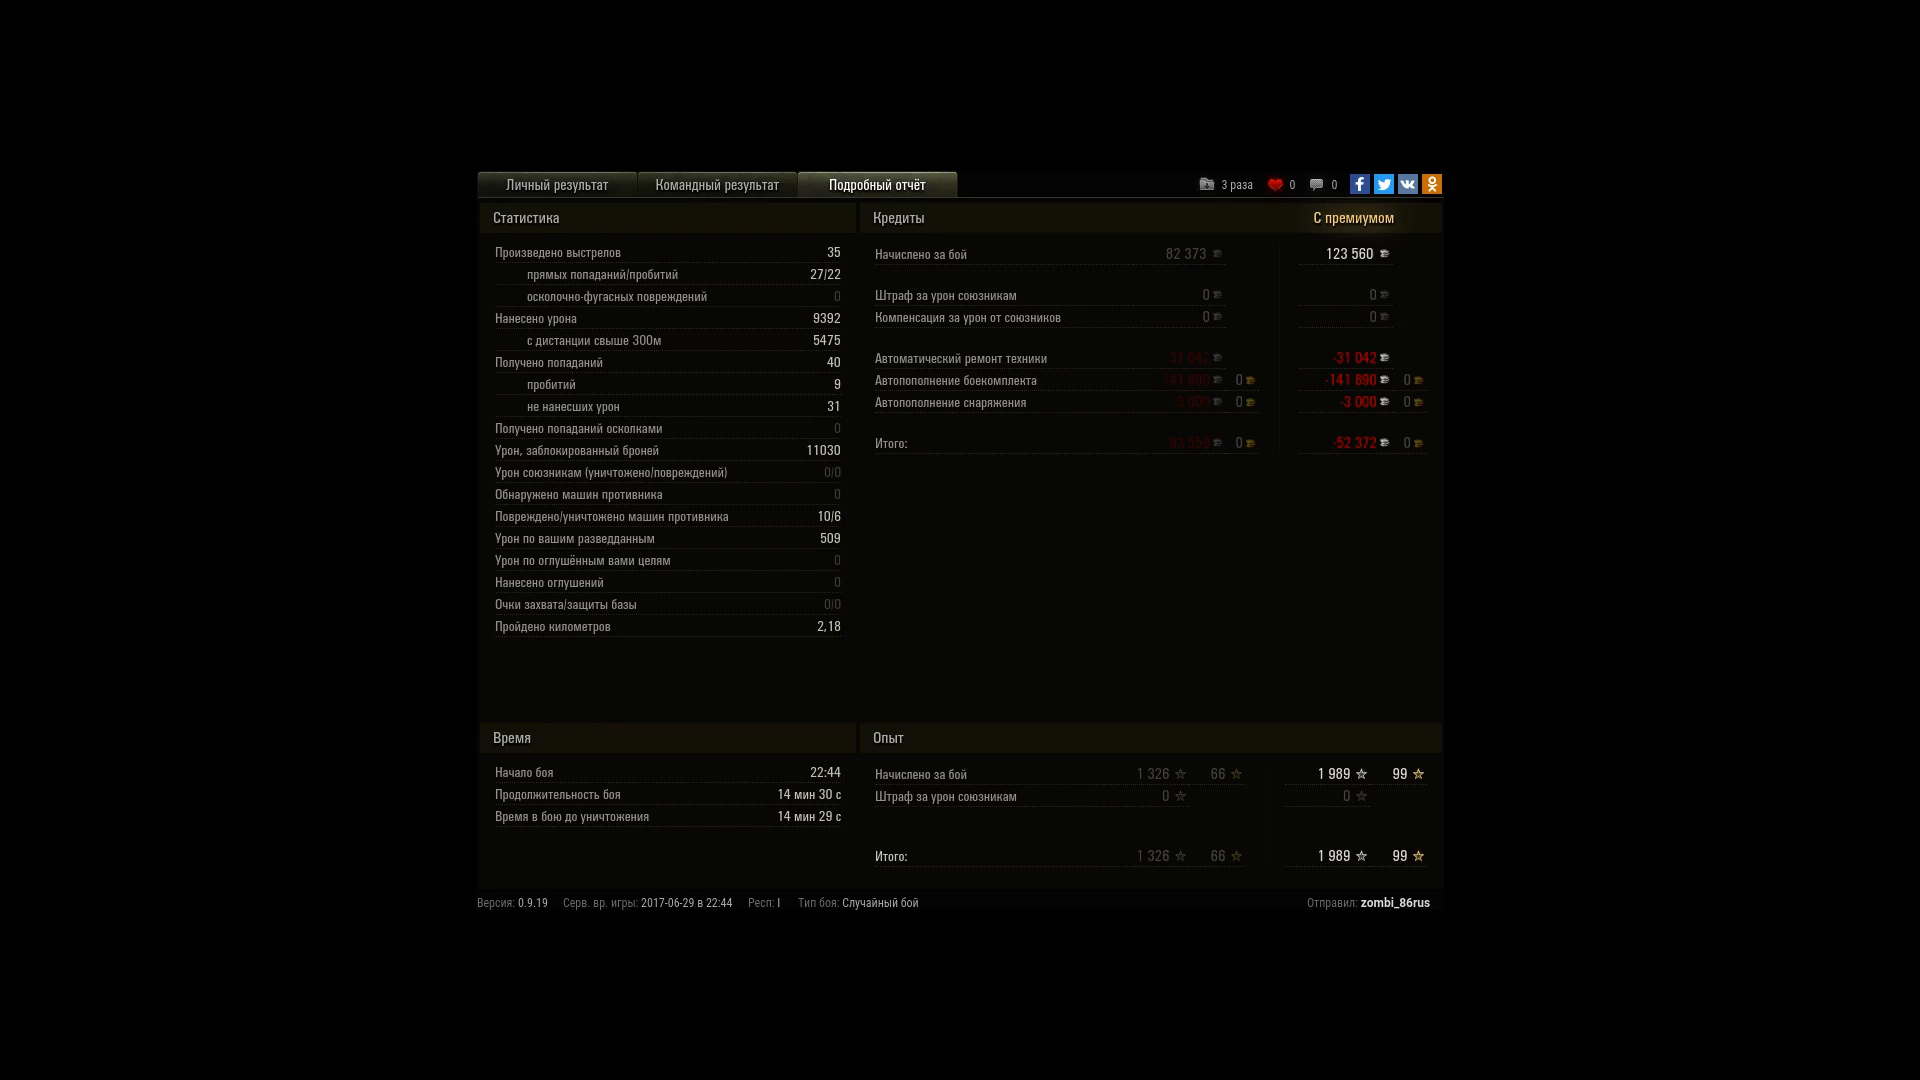 Личный результат Командный результат Подробный отчёт 3 раза 0 0
Статистика
Произведено выстрелов 35
прямых попаданий/пробитий 27/22
осколочно-фугасных повреждений 0
Нанесено урона 9392
с дистанции свыше 300м 5475
Получено попаданий 40
пробитий 9
не нанесших урон 31
Получено попаданий осколками 0
Урон, заблокированный броней 11030
Урон союзникам (уничтожено/повреждений) 0/0
Обнаружено машин противника 0
Повреждено/уничтожено машин противника 10/6
Урон по вашим разведданным 509
Урон по оглушённым вами целям 0
Нанесено оглушений 0
Очки захвата/защиты базы 0/0
Пройдено километров 2,18
Кредиты С премиумом
Начислено за бой 82 373 123 560
Штраф за урон союзникам 0 0
Компенсация за урон от союзников 0 0
Автоматический ремонт техники -31 042 -31 042
Автопополнение боекомплекта 0 -141 890 0
Автопополнение снаряжения -3 000 0 -3 000 0
Итого: 0 -52 372 0
Время
Начало боя 22:44
Продолжительность боя 14 мин 30 с
Время в бою до уничтожения 14 мин 29 с
Опыт
Начислено за бой 1 326 66 1 989 99
Штраф за урон союзникам 0 0
Итого: 1 326 66 1 989 99
Версия: 0.9.19 Серв. вр. игры: 2017-06-29 в 22:44 Респ: I Тип боя: Случайный бой Отправил: zombi_86rus